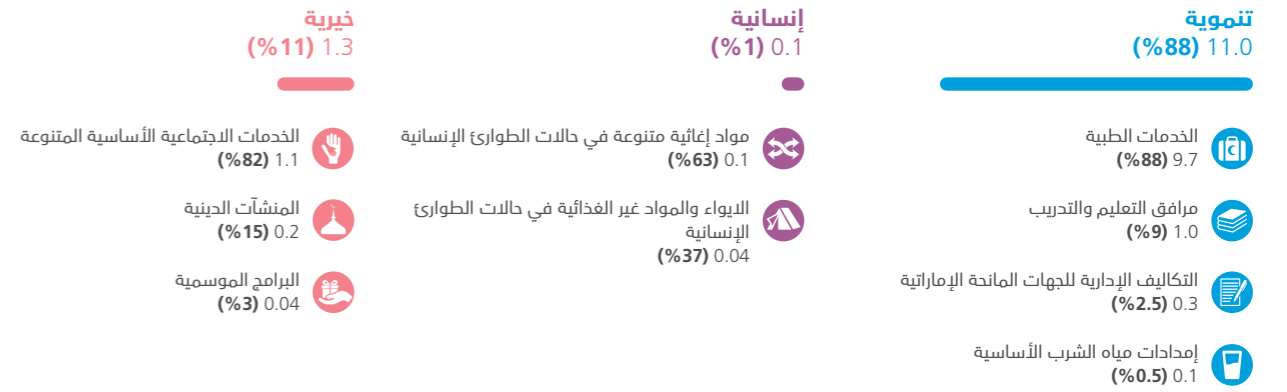 تنموية
11.0 (%88)
الخدمات الطبية
9.7 (%88)
مرافق التعليم والتدريب
1.0 (%9)
التكاليف الإدارية للجهات المانحة الإماراتية
0.3 (%2.5)
إمدادات مياه الشرب الأساسية
0.1 (%0.5)
إنسانية
0.1 (%1)
مواد إغاثية متنوعة في حالات الطوارئ الإنسانية
0.1 (%63)
الايواء والمواد غير الغذائية في حالات الطوارئ
الإنسانية
0.04 (%37)
خيرية
1.3 (%11)
الخدمات الاجتماعية الأساسية المتنوعة
1.1 (%82)
المنشآت الدينية
0.2 (%15)
البرامج الموسمية
0.04 (%3)